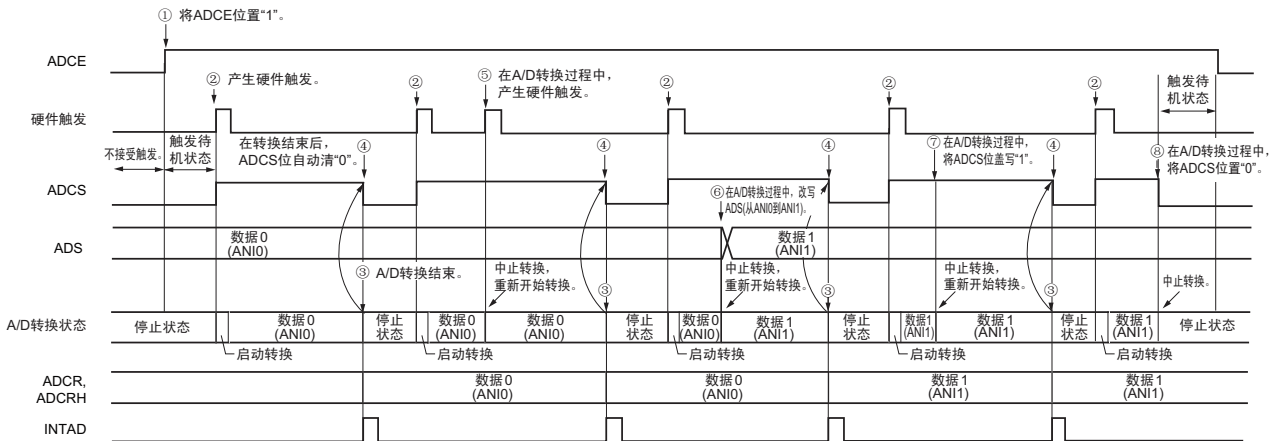 ① 将ADCE位置“1”。
ADCE
② 产生硬件触发。
②
⑤ 在A/D转换过程中，
产生硬件触发。
②
②
②
触发待
机状态
硬件触发
不接受触发。
触发待
机状态
在转换结束后，
ADCS位自动清“0”。
④
④
④
⑦ 在A/D转换过程中，
将ADCS位盖写“1”。
④
⑧ 在A/D转换过程中，
将ADCS位置“0”。
ADCS
⑥ 在A/D转换过程中，改写
ADS(从ANI0到ANI1)。
ADS
数据0
(ANI0)
数据1
(ANI1)
③ A/D转换结束。
中止转换，
重新开始转换。
③
中止转换，
重新开始转换。
③
中止转换，
重新开始转换。
③
中止转换。
A/D转换状态
停止状态
数据0
(ANI0)
停止
状态
数据0
(ANI0)
数据0
(ANI0)
停止
状态
数据0
(ANI0)
数据1
(ANI1)
停止
状态
数据1
(ANI1)
数据1
(ANI1)
停止
状态
数据1
(ANI1)
停止状态
启动转换
启动转换
启动转换
启动转换
启动转换
ADCR,
ADCRH
数据0
(ANI0)
数据0
(ANI0)
数据1
(ANI1)
数据1
(ANI1)
INTAD